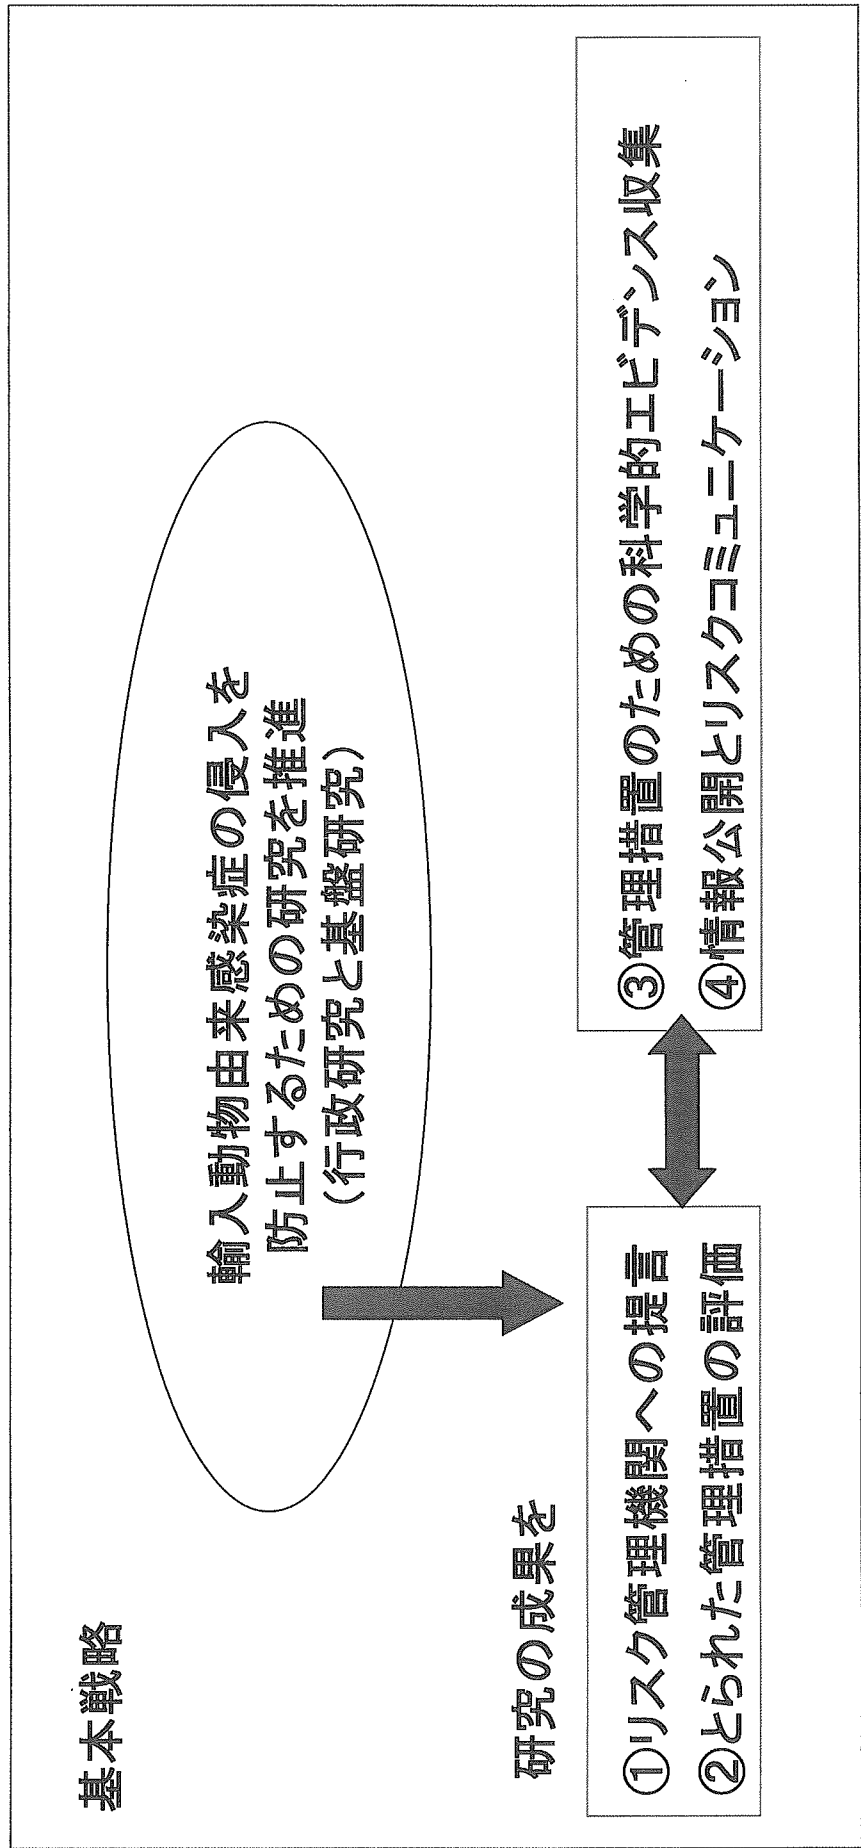 基本戦略
輸入動物由来感染症の侵入を
防止するための研究を推進
（行政研究と基盤研究）
研究の成果を
①リスク管理機関への提言
②とられた管理措置の評価
③管理措置のための科学的エビデンス収集
④情報公開とリスクコミュニケーション